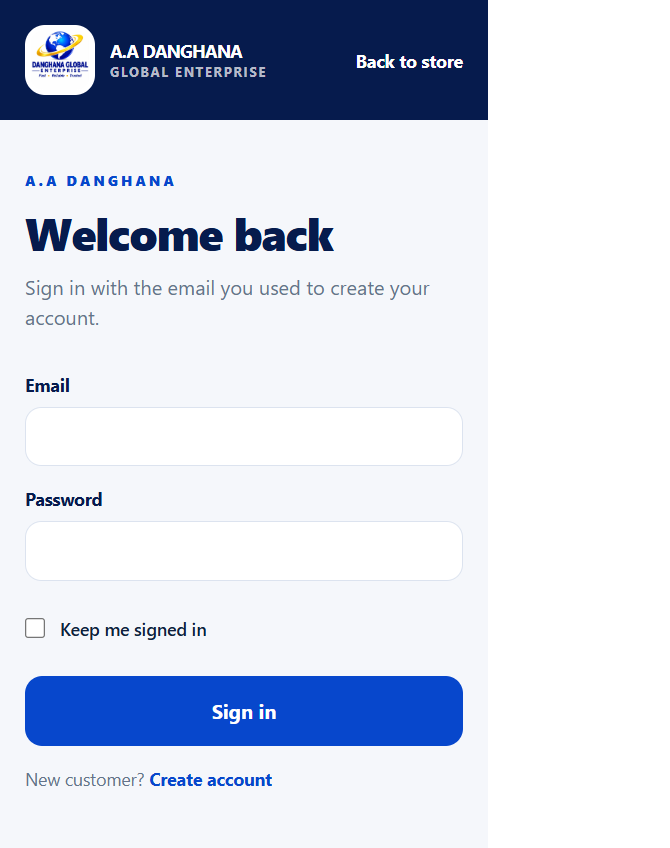 DANGHANA GLOBAL
ENTERPRISE
A.A DANGHANA
GLOBAL ENTERPRISE
Back to store
A.A DANGHANA
Welcome back
Sign in with the email you used to create your
account.
Email
Password
Keep me signed in
Sign in
New customer? Create account